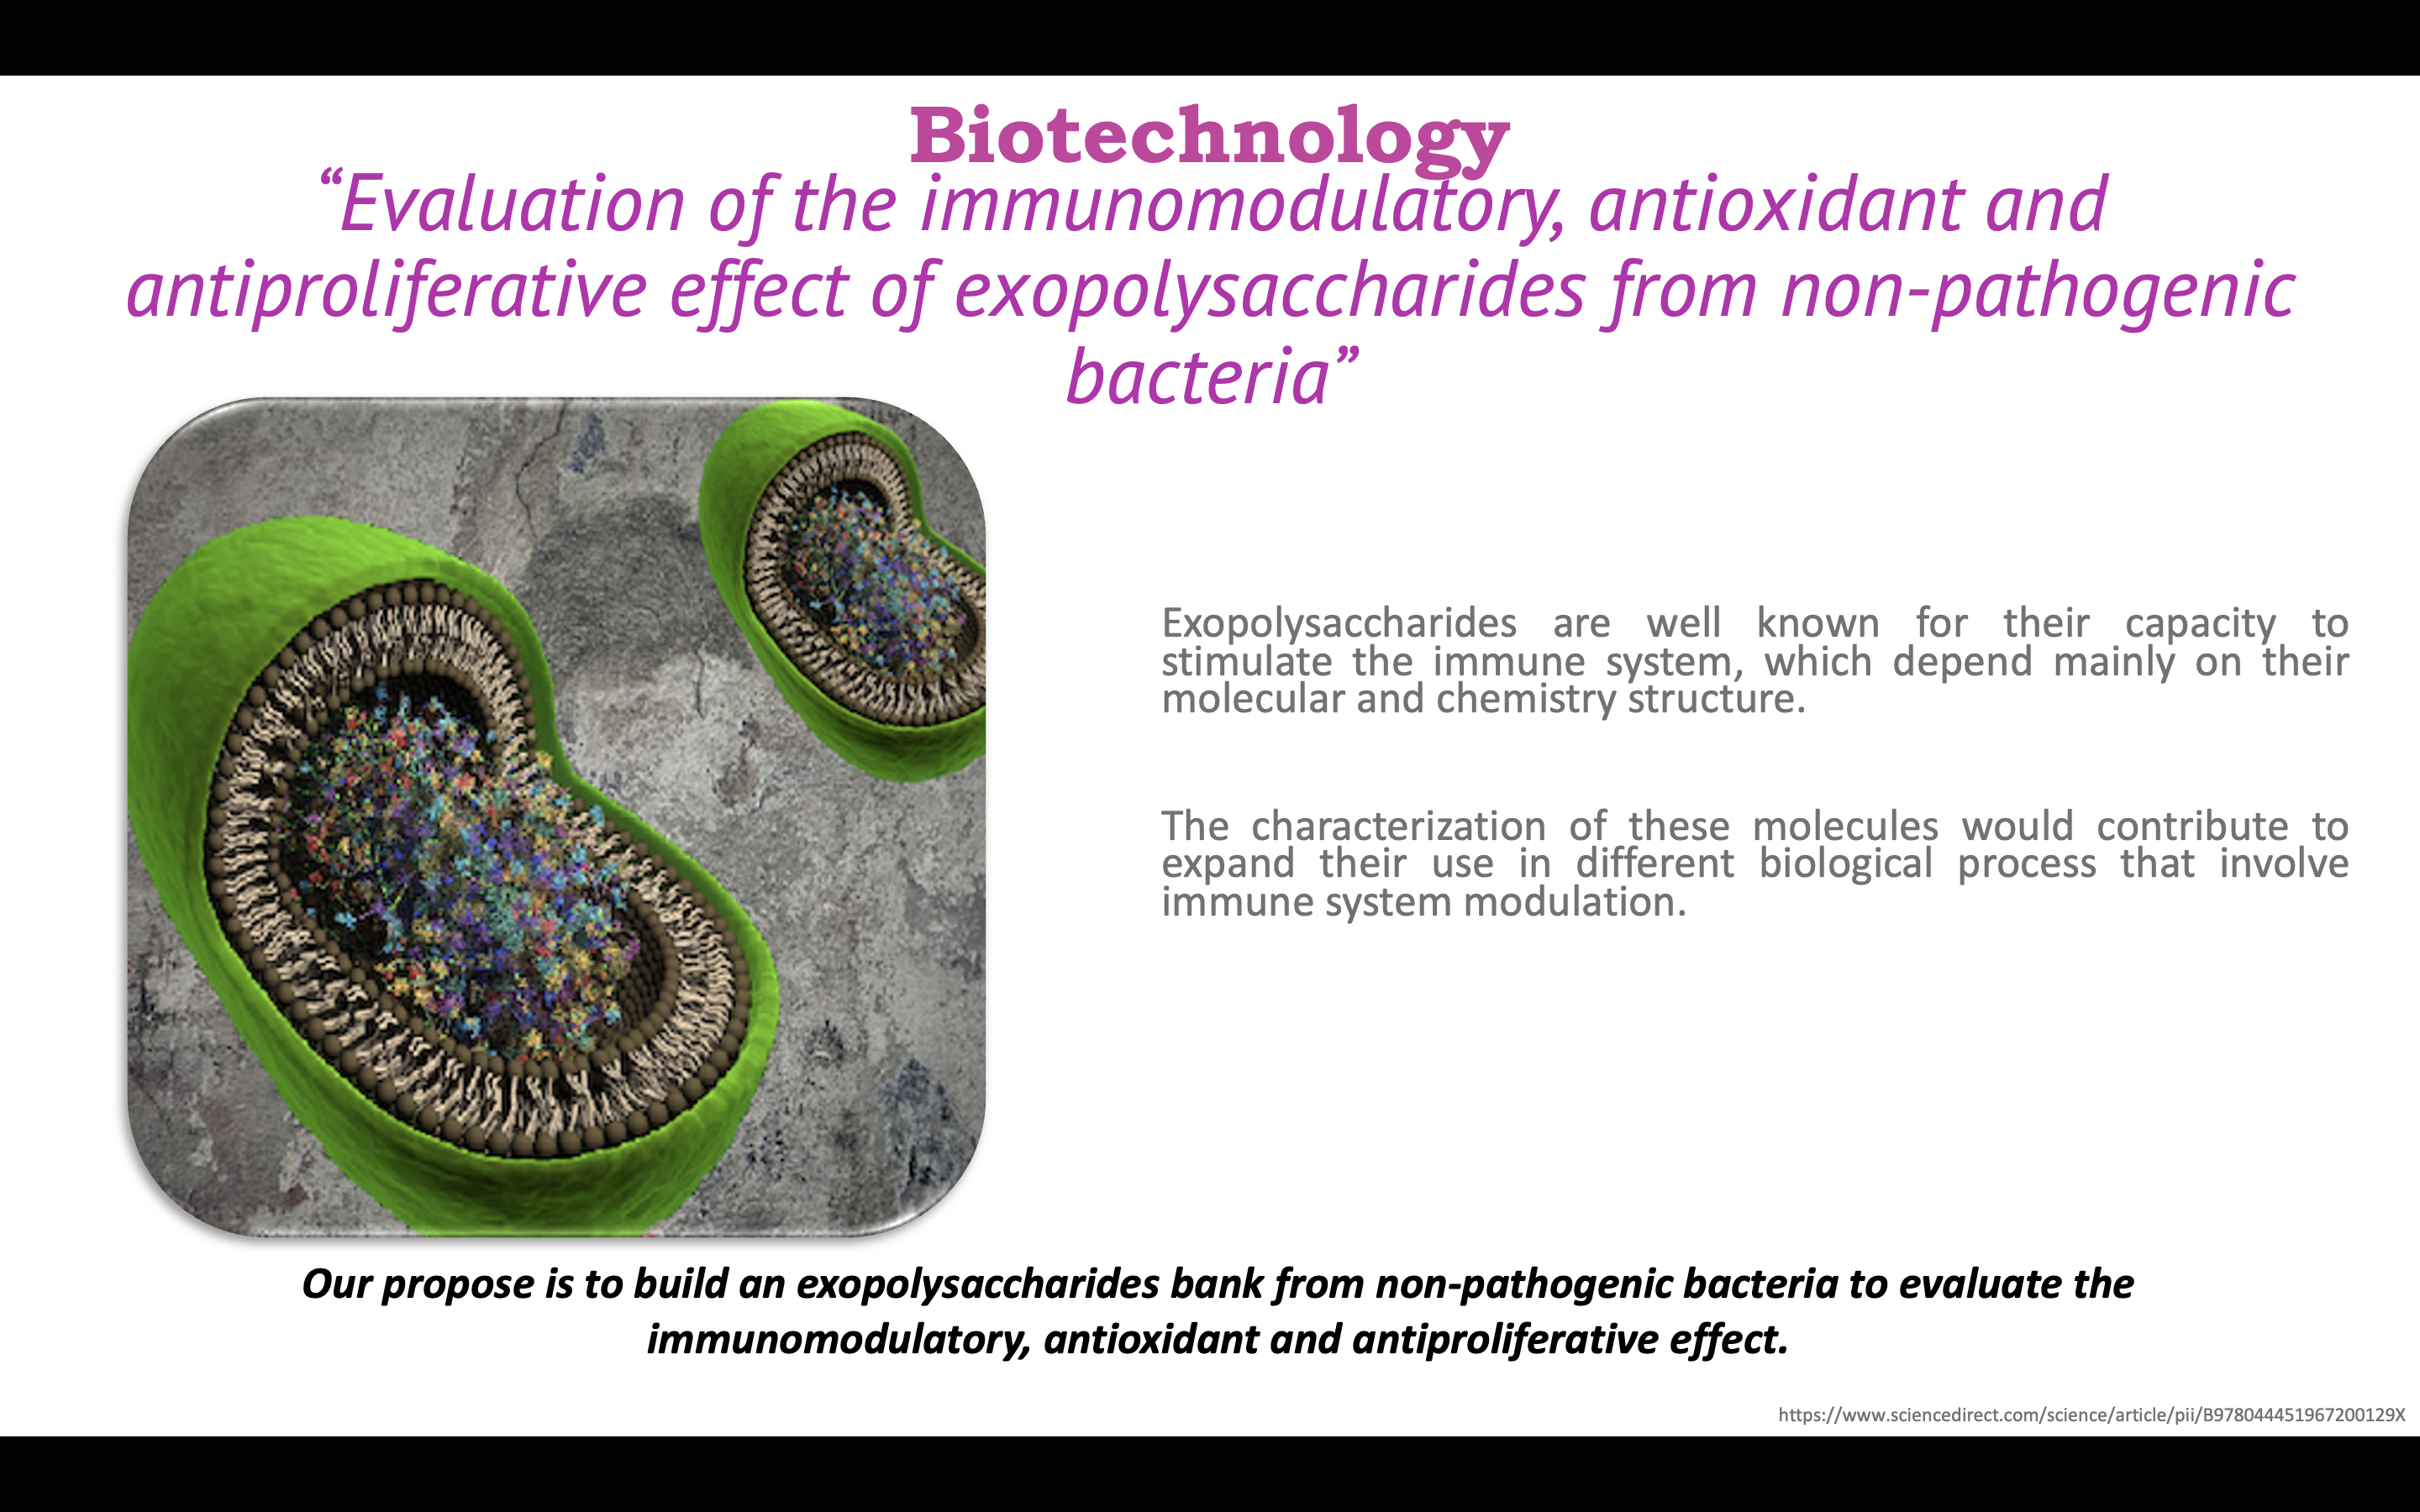 Biotechnology
“Evaluation of the immunomodulatory, antioxidant and
antiproliferative effect of exopolysaccharides from non-pathogenic
bacteria”
Exopolysaccharides are well known for their capacity to
stimulate the immune system, which depend mainly on their
molecular and chemistry structure.
The characterization of these molecules would contribute to
expand their use in different biological process that involve
immune system modulation.
Our propose is to build an exopolysaccharides bank from non-pathogenic bacteria to evaluate the
immunomodulatory, antioxidant and antiproliferative effect.
https://www.sciencedirect.com/science/article/pii/B978044451967200129X